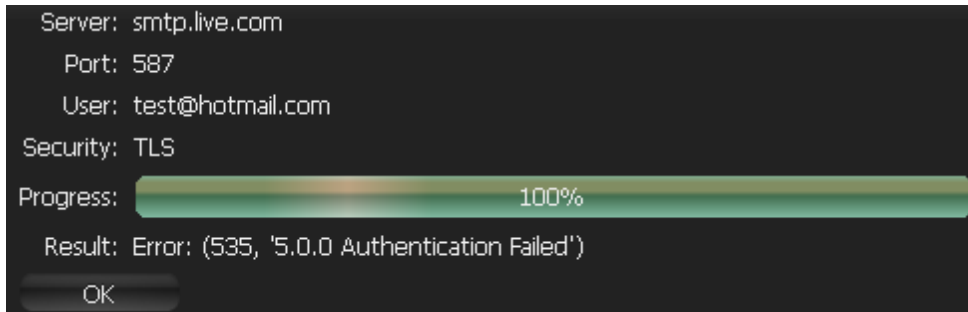 Server: smtp.live.com
Port: 587
User: test@hotmail.com
Security: TLS
Progress: 100%
Result: Error: (535, '5.0.0 Authentication Failed')
OK